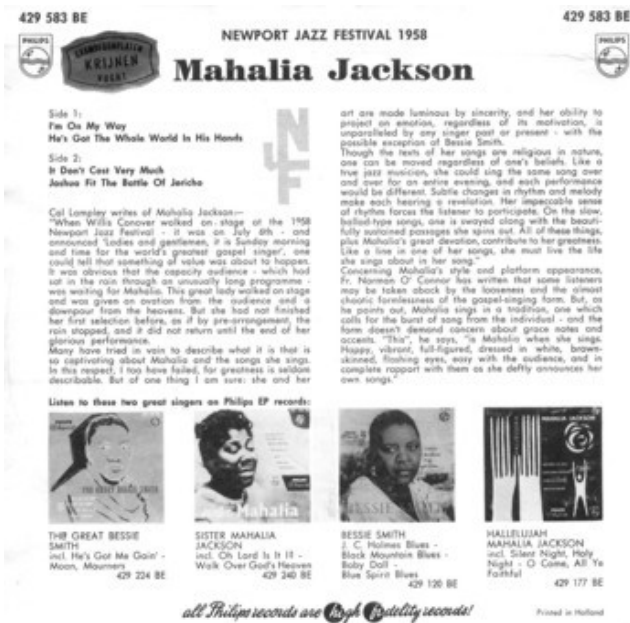 429 583 BE
429 583 BE
PHILIPS
PHILIPS
NEWPORT JAZZ FESTIVAL 1958
KRIJNEN
Mahalia Jackson
Side 1:
I'm On My Way
He's Got The Whole World In His Hands
Side 2:
It Don't Cost Very Much
Joshua Fit The Battle Of Jericho
NJF
Cal Lampley writes of Mahalia Jackson:—
"When Willis Conover walked on stage at the 1958
Newport Jazz Festival - it was on July 6th - and
announced 'Ladies and gentlemen, it is Sunday morning
and time for the world's greatest gospel singer', one
could tell that something of value was about to happen.
It was obvious that the capacity audience - which had
sat in the rain through an unusually long programme -
was waiting for Mahalia. This great lady walked on stage
and was given an ovation from the audience and a
downpour from the heavens. But she had not finished
her first selection before, as if by pre-arrangement, the
rain stopped, and it did not return until the end of her
glorious performance.
Many have tried in vain to describe what it is that is
so captivating about Mahalia and the songs she sings.
In this respect, I too have failed, for greatness is seldom
describable. But of one thing I am sure: she and her
art are made luminous by sincerity, and her ability to
project an emotion, regardless of its motivation, is
unparalleled by any singer past or present - with the
possible exception of Bessie Smith.
Though the texts of her songs are religious in nature,
one can be moved regardless of one's beliefs. Like a
true jazz musician, she could sing the same song over
and over for an entire evening, and each performance
would be different. Subtle changes in rhythm and melody
make each hearing a revelation. Her impeccable sense
of rhythm forces the listener to participate. On the slow,
ballad-type songs, one is swayed along with the beauti-
fully sustained passages she spins out. All of these things,
plus Mahalia's great devotion, contribute to her greatness.
Like a line in one of her songs, she must live the life
she sings about in her song.
Concerning Mahalia's style and platform appearance,
Fr. Norman O' Connor has written that some listeners
may be taken aback by the looseness and the almost
chaotic formlessness of the gospel-singing form. But, as
he points out, Mahalia sings in a tradition, one which
calls for the burst of song from the individual - and the
form doesn't demand concern about grace notes and
accents. "This", he says, "is Mahalia when she sings.
Happy, vibrant, full-figured, dressed in white, brown-
skinned, flashing eyes, easy with the audience, and in
complete rapport with them as she deftly announces her
own songs."
Listen to these two great singers on Philips EP records:
THE GREAT BESSIE SMITH
Mahalia
BESSIE SMITH
MAHALIA JACKSON
THE GREAT BESSIE
SMITH
incl. He's Got Me Goin' -
Moan, Mourners
429 224 BE
SISTER MAHALIA
JACKSON
incl. Oh Lord Is It I! -
Walk Over God's Heaven
429 240 BE
BESSIE SMITH
J. C. Holmes Blues -
Black Mountain Blues -
Baby Doll -
Blue Spirit Blues
429 120 BE
HALLELUJAH
MAHALIA JACKSON
incl. Silent Night, Holy
Night - O Come, All Ye
Faithful
429 177 BE
all Philips records are high fidelity records!
Printed in Holland